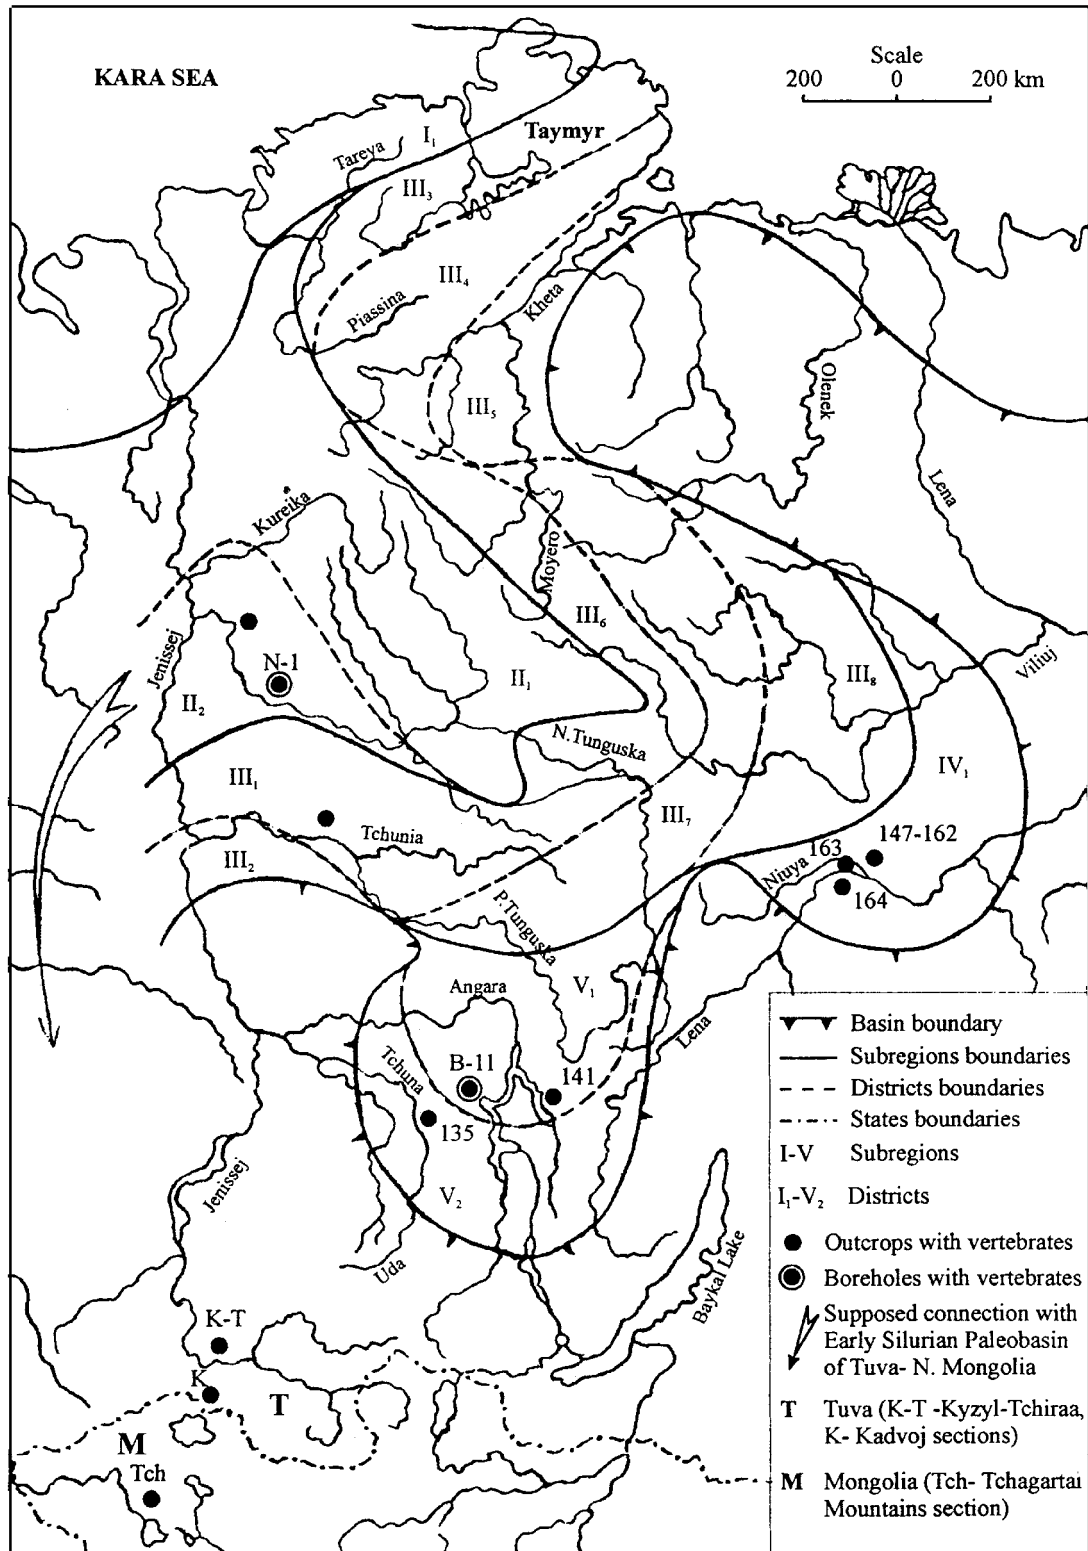 KARA SEA
Scale
200 0 200 km
Taymyr
I₁
Tareya
III₃
III₄
Piassina
Kheta
III₅
Olenek
Lena
Kureika
Moyero
III₆
Jenissej
N-1
II₁
II₂
III₈
Viliuj
N.Tunguska
III₁
IV₁
III₇
Tchunia
147-162
163
III₂
Niuya
164
P.Tunguska
V₁
Angara
Lena
Tchuna
B-11
141
135
V₂
Jenissej
Uda
Baykal Lake
K-T
K
T
M
Tch
Basin boundary
Subregions boundaries
Districts boundaries
States boundaries
I-V Subregions
I₁-V₂ Districts
Outcrops with vertebrates
Boreholes with vertebrates
Supposed connection with
Early Silurian Paleobasin
of Tuva- N. Mongolia
T Tuva (K-T -Kyzyl-Tchiraa,
K- Kadvoj sections)
M Mongolia (Tch- Tchagartai
Mountains section)